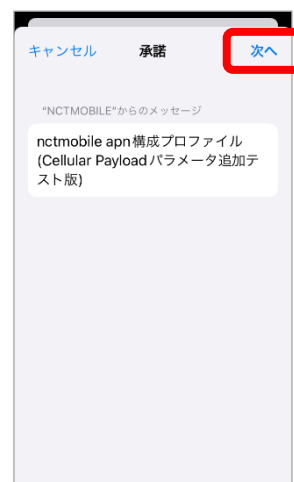 キャンセル 承諾 次へ
"NCTMOBILE"からのメッセージ
nctmobile apn構成プロファイル
(Cellular Payloadパラメータ追加テ
スト版)